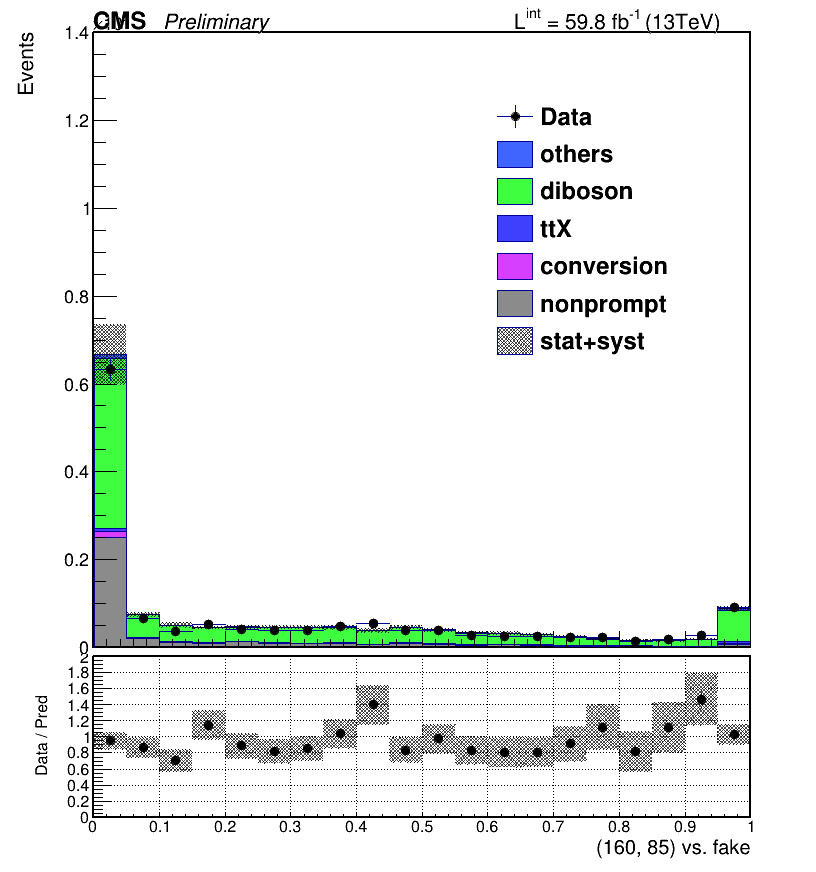 CMS Preliminary L^int = 59.8 fb^-1 (13TeV)
Events
1.4
1.2
1
0.8
0.6
0.4
0.2
0
Data
others
diboson
ttX
conversion
nonprompt
stat+syst
Data / Pred
2
1.8
1.6
1.4
1.2
1
0.8
0.6
0.4
0.2
0
0 0.1 0.2 0.3 0.4 0.5 0.6 0.7 0.8 0.9 1
(160, 85) vs. fake